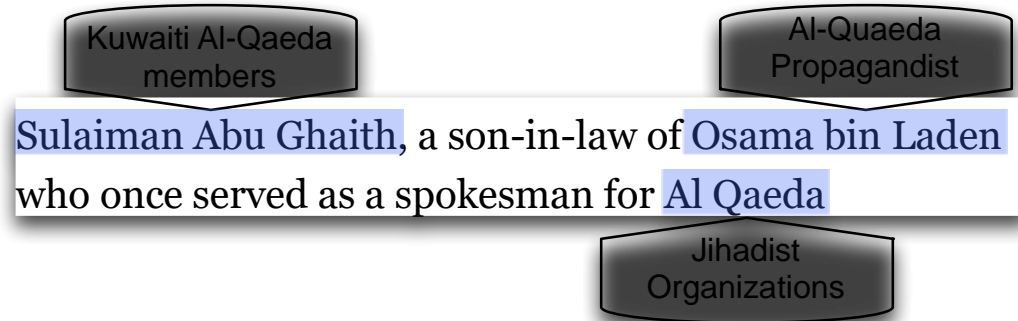 Kuwaiti Al-Qaeda
members
Al-Quaeda
Propagandist
Sulaiman Abu Ghaith, a son-in-law of Osama bin Laden
who once served as a spokesman for Al Qaeda
Jihadist
Organizations